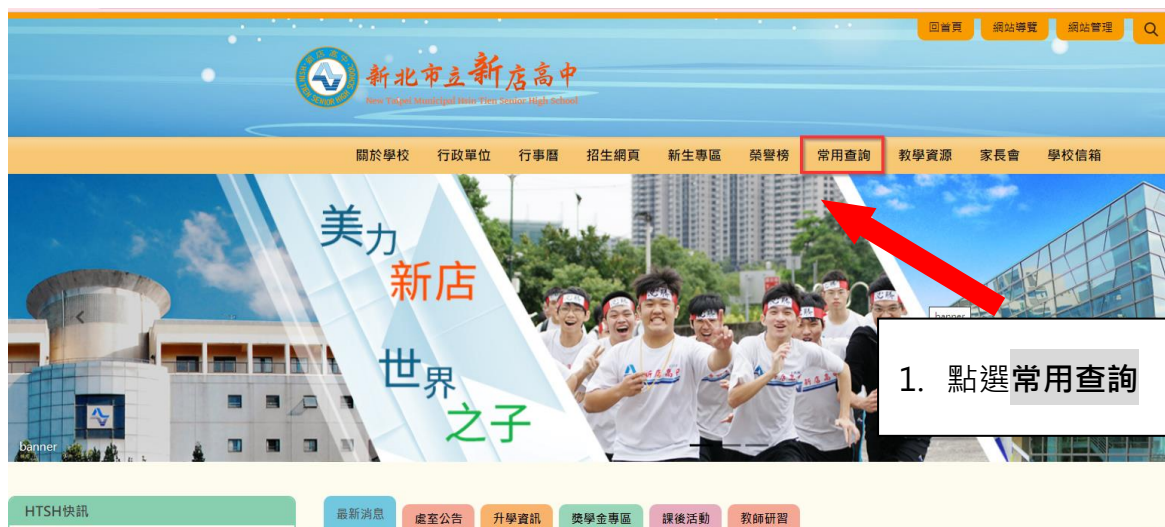 回首頁 網站導覽 網站管理
新北市立新店高中
New Taipei Municipal Hsin Tien Senior High School
關於學校 行政單位 行事曆 招生網頁 新生專區 榮譽榜 常用查詢 教學資源 家長會 學校信箱
美力
新店
世界
之子
banner
1. 點選常用查詢
banner
HTSH快訊
最新消息 處室公告 升學資訊 獎學金專區 課後活動 教師研習